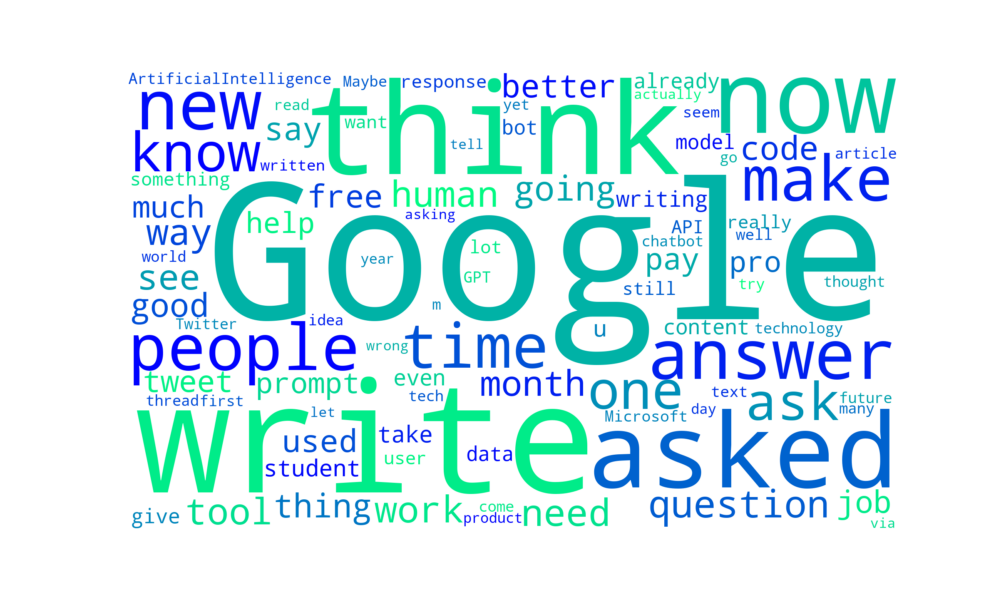 ArtificialIntelligence Maybe response better already now
new read think yet actually seem
say want bot model code article
know written tell go make
something free human going writing
much help asking API really
way lot chatbot well
world Google
see year GPT pay pro thought
good m still try
Twitter idea u content technology
people wrong time answer
tweet prompt even month one
threadfirst tech text ask future
write let Microsoft day many
used take asked
student user data
give tool thing work come need question job
product via